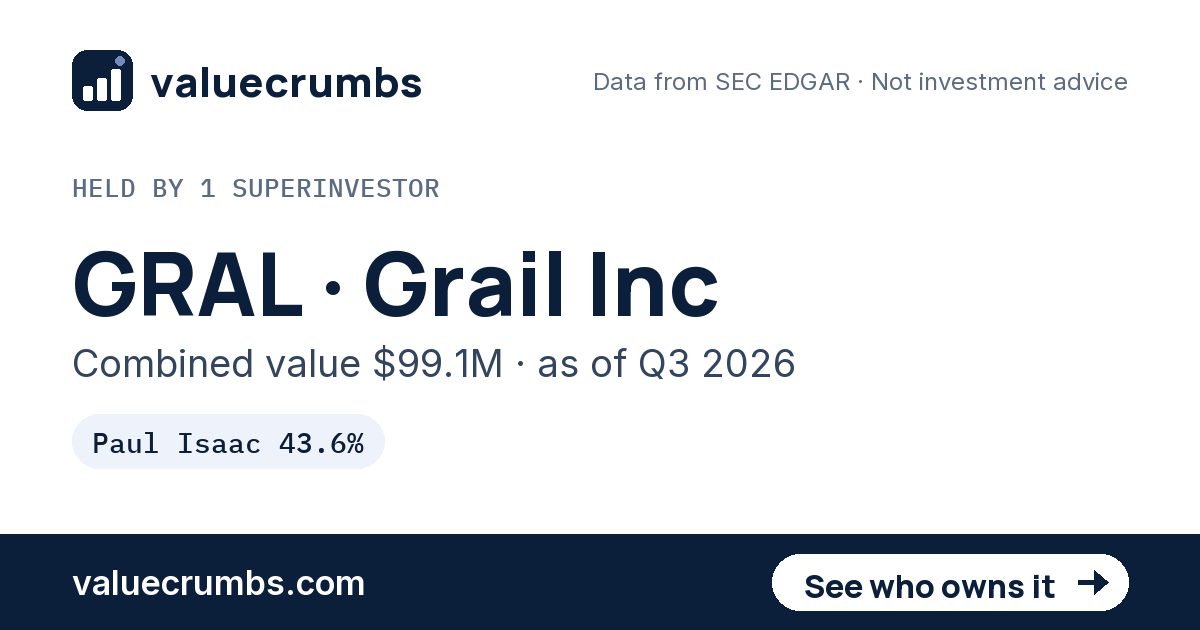 valuecrumbs
Data from SEC EDGAR · Not investment advice
HELD BY 1 SUPERINVESTOR
GRAL · Grail Inc
Combined value $99.1M · as of Q3 2026
Paul Isaac 43.6%
valuecrumbs.com
See who owns it →